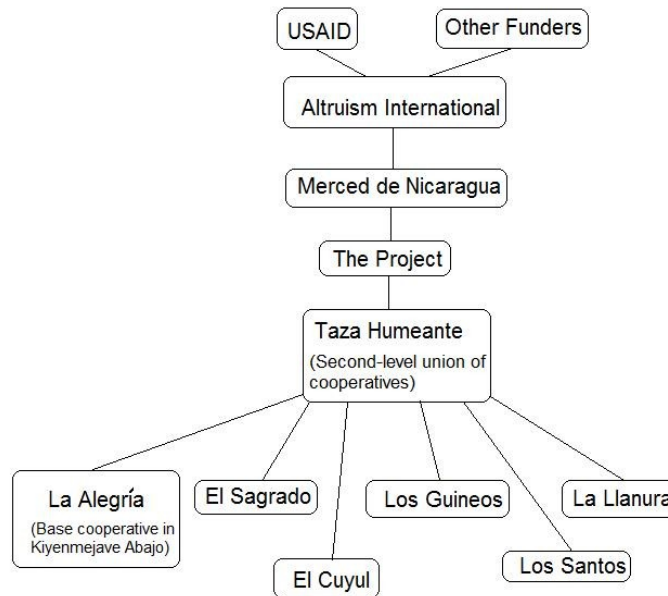 USAID
Other Funders
Altruism International
Merced de Nicaragua
The Project
Taza Humeante
(Second-level union of
cooperatives)
La Alegría
(Base cooperative in
Kiyenmejave Abajo)
El Sagrado
Los Guineos
La Llanura
El Cuyul
Los Santos